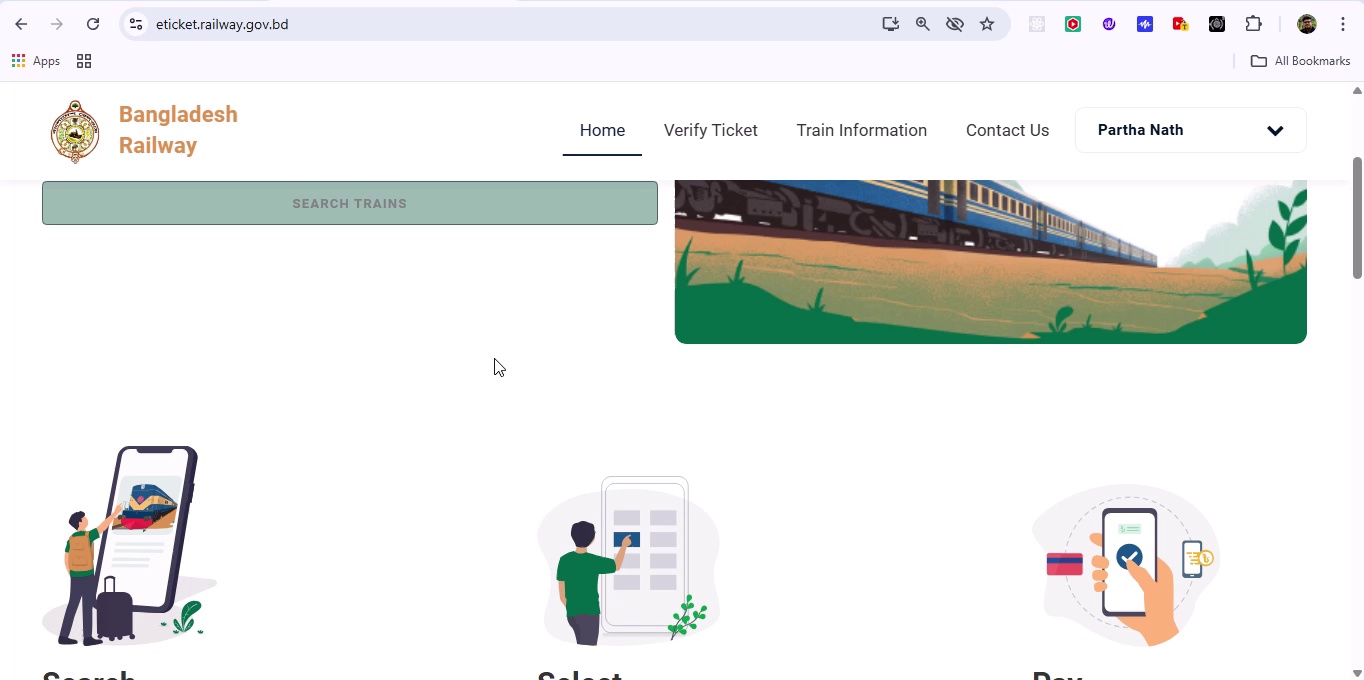 eticket.railway.gov.bd
Apps
All Bookmarks
Bangladesh
Railway
Home
Verify Ticket
Train Information
Contact Us
Partha Nath
SEARCH TRAINS
Search
Select
Pay